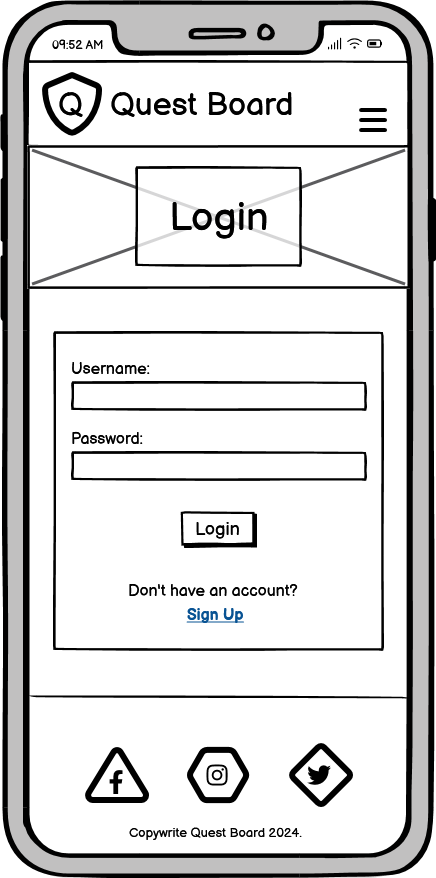 09:52 AM
Q Quest Board
Login
Username:
Password:
Login
Don't have an account?
Sign Up
Copywrite Quest Board 2024.